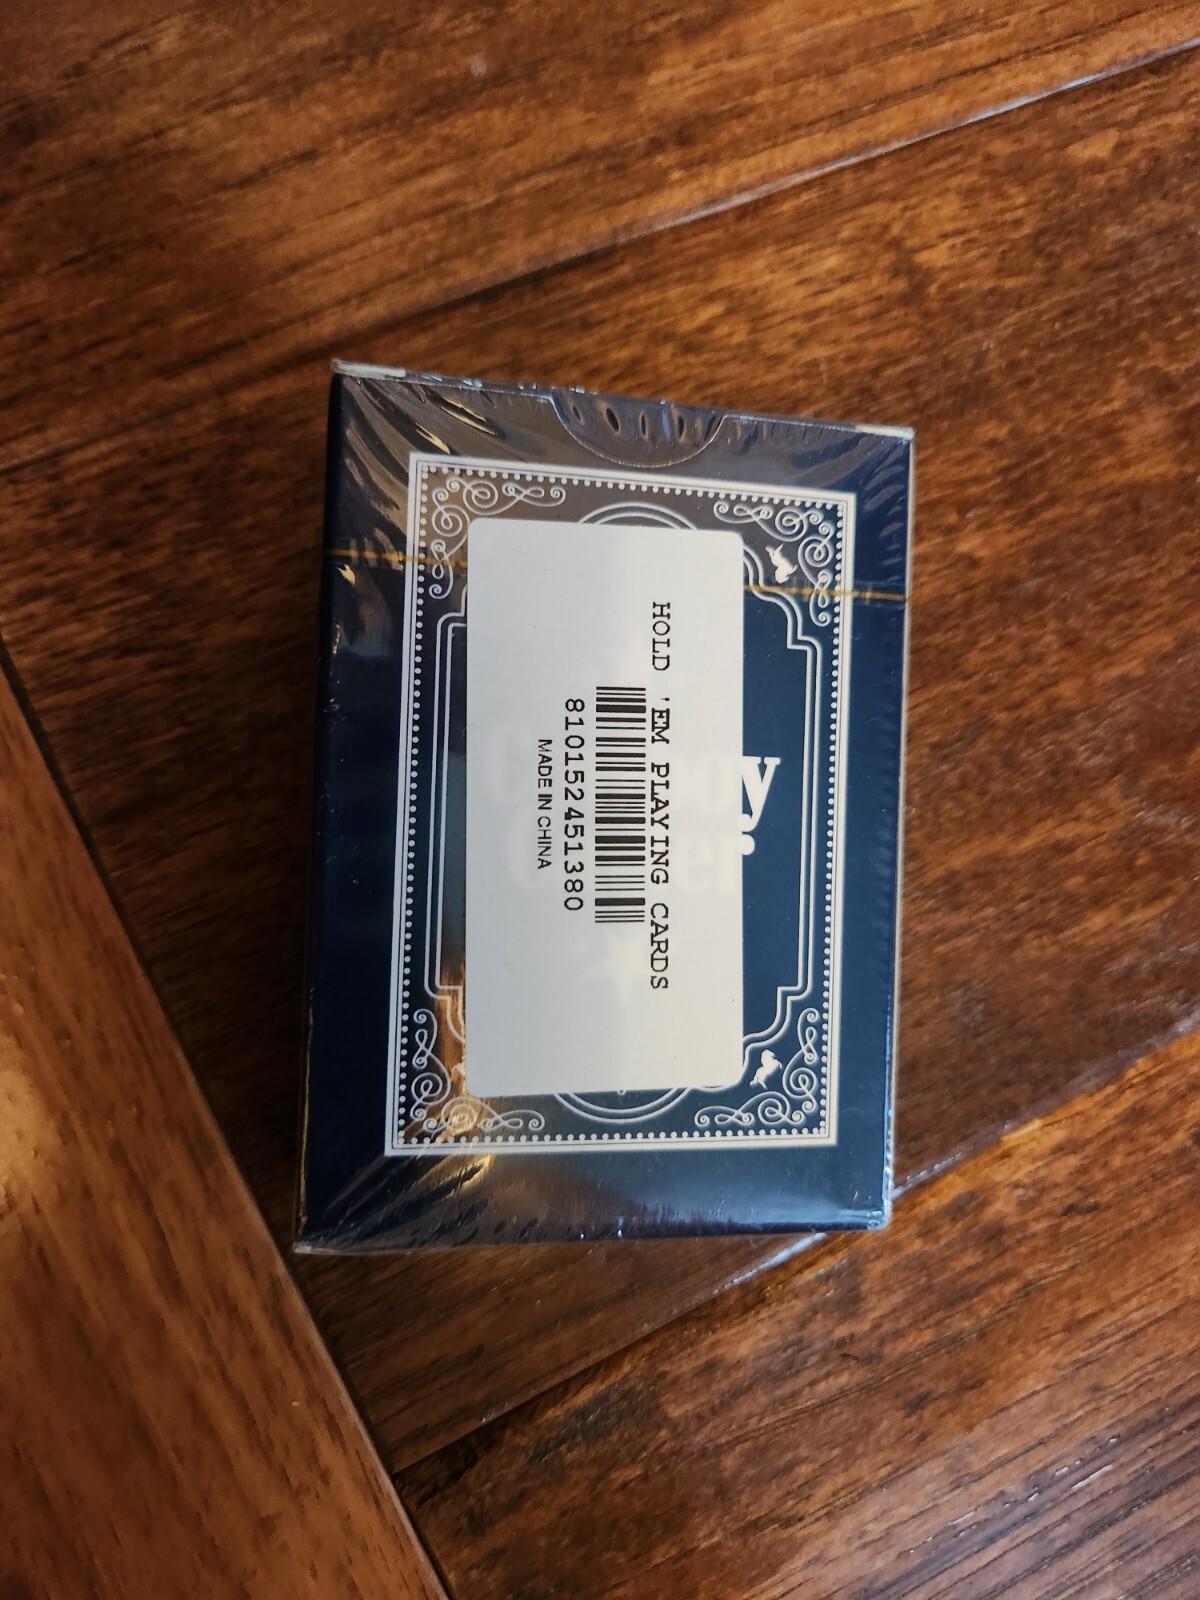 HOLD 'EM PLAYING CARDS
810152451380
MADE IN CHINA